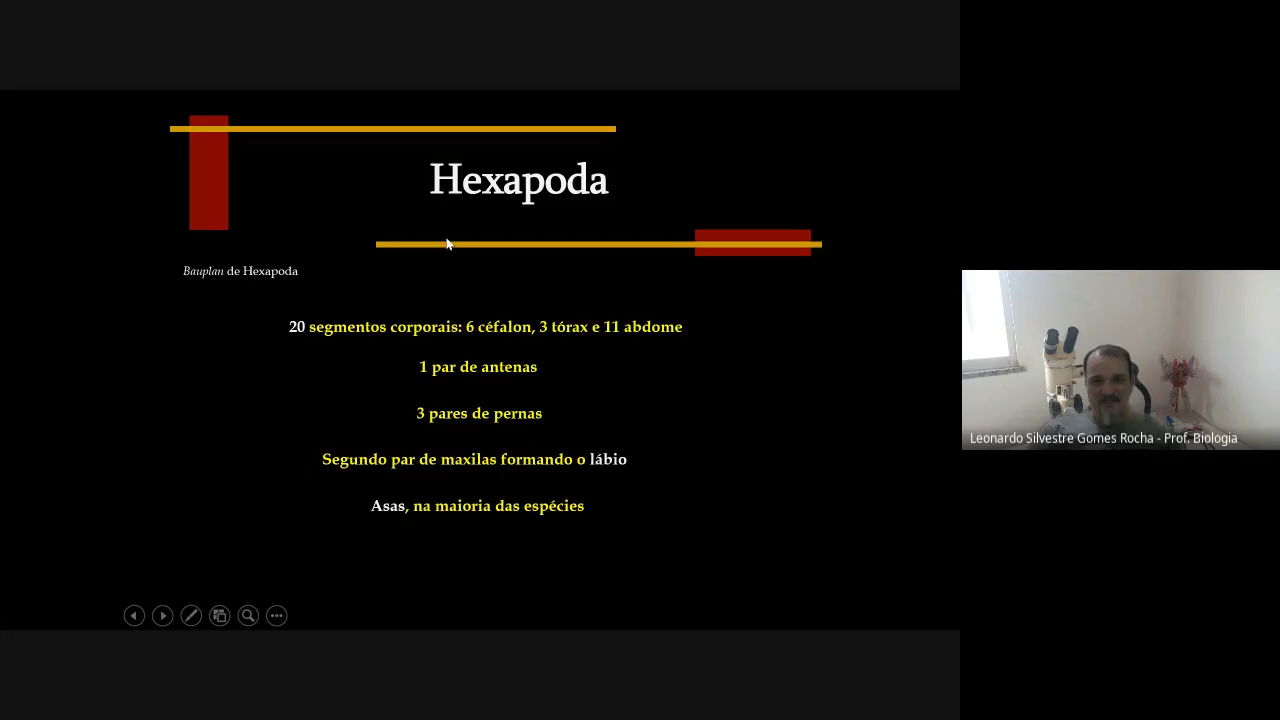 Hexapoda
Bauplan de Hexapoda
20 segmentos corporais: 6 céfalon, 3 tórax e 11 abdome
1 par de antenas
3 pares de pernas
Segundo par de maxilas formando o lábio
Asas, na maioria das espécies
Leonardo Silvestre Gomes Rocha - Prof. Biologia